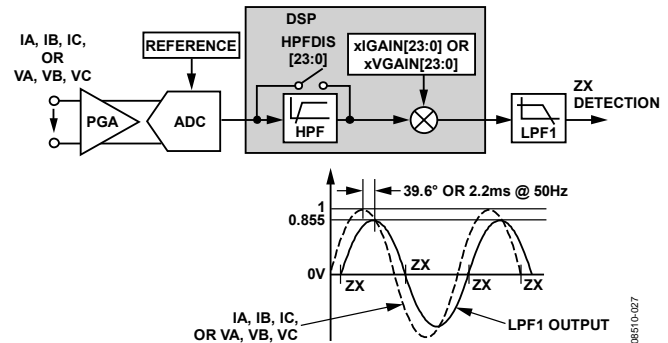 DSP
IA, IB, IC,
OR
VA, VB, VC
REFERENCE
HPFDIS
[23:0]
xIGAIN[23:0] OR
xVGAIN[23:0]
ZX
DETECTION
PGA
ADC
HPF
LPF1
39.6° OR 2.2ms @ 50Hz
1
0.855
0V
ZX
ZX
ZX
ZX
IA, IB, IC,
OR VA, VB, VC
LPF1 OUTPUT
08510-027